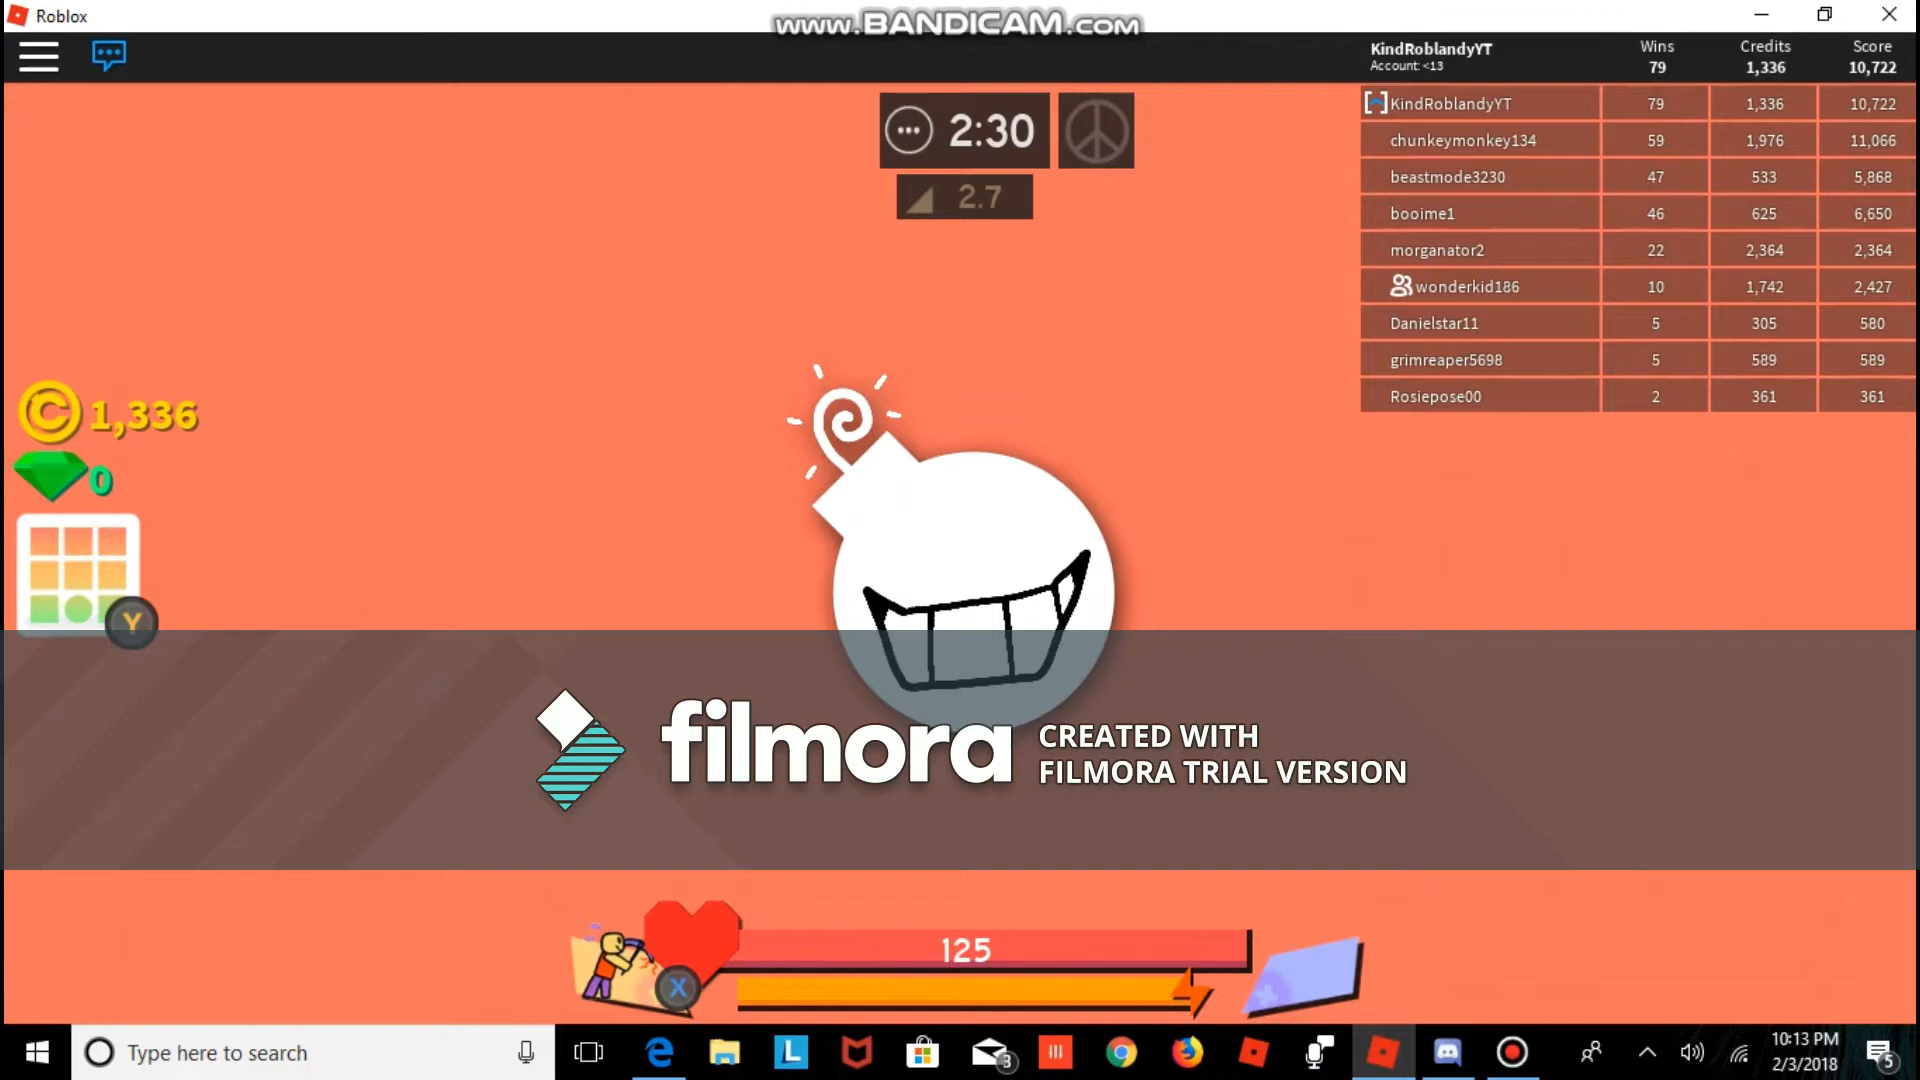 Roblox
www.BANDICAM.com
KindRoblandyYT Wins Credits Score
Account: <13 79 1,336 10,722
KindRoblandyYT 79 1,336 10,722
chunkeymonkey134 59 1,976 11,066
beastmode3230 47 533 5,868
booime1 46 625 6,650
morganator2 22 2,364 2,364
wonderkid186 10 1,742 2,427
Danielstar11 5 305 580
grimreaper5698 5 589 589
Rosiepose00 2 361 361
2:30
2.7
1,336
0
Y
filmora CREATED WITH
FILMORA TRIAL VERSION
125
X
Type here to search
3
10:13 PM
2/3/2018
5